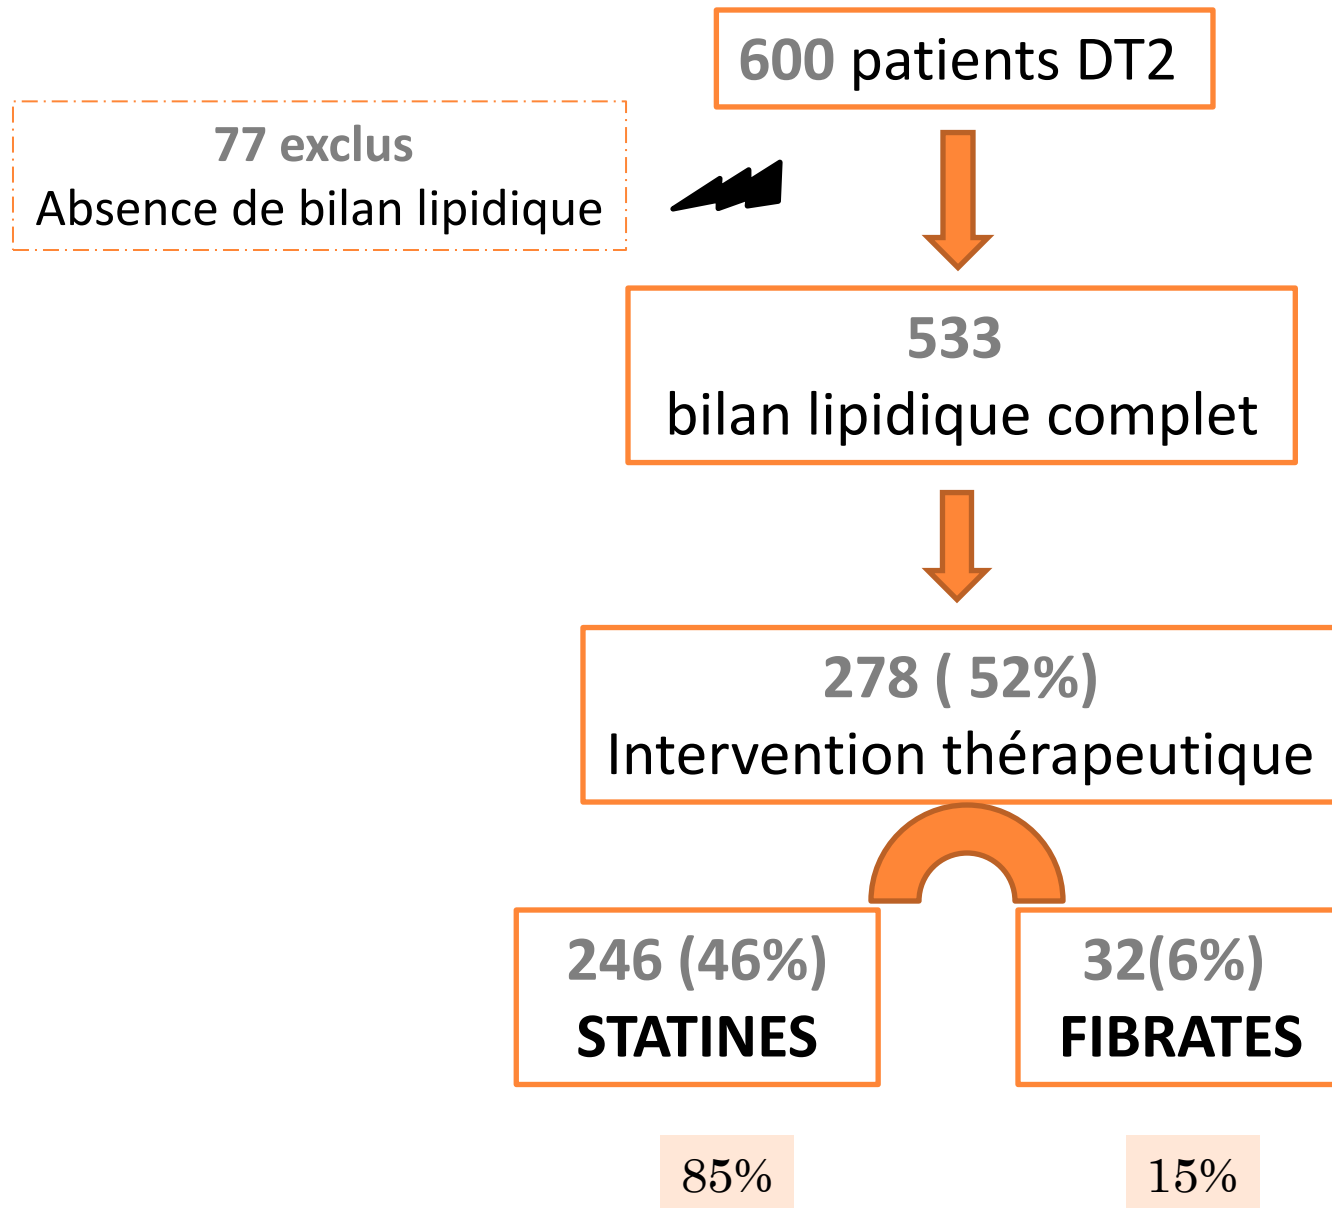 600 patients DT2
77 exclus
Absence de bilan lipidique
533
bilan lipidique complet
278 ( 52%)
Intervention thérapeutique
246 (46%)
STATINES
32(6%)
FIBRATES
85%
15%